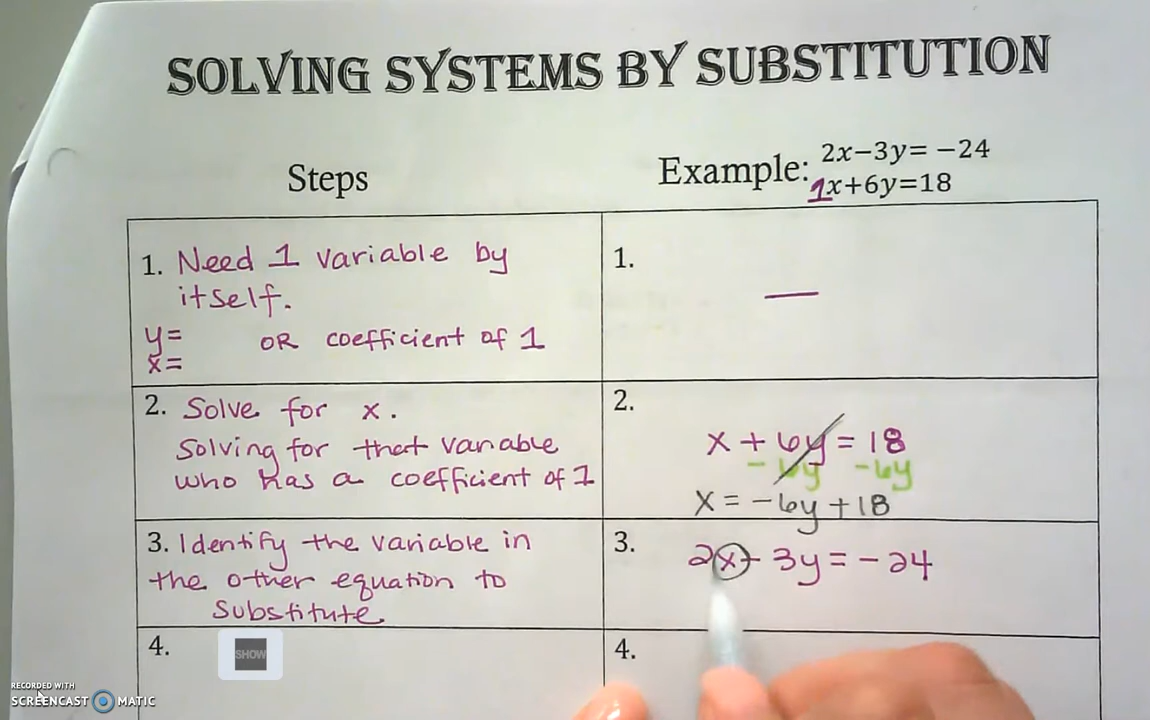 SOLVING SYSTEMS BY SUBSTITUTION
Steps
Example: 2x−3y= −24
1x+6y=18
1. Need 1 variable by
itself.
y=
x=
OR coefficient of 1
1.
—
2. Solve for x.
Solving for that variable
who has a coefficient of 1
2.
x + 6y = 18
- 6y -6y
x = -6y +18
3. Identify the variable in
the other equation to
substitute
3.
2x - 3y = -24
4.
SHOW
4.
RECORDED WITH
SCREENCAST MATIC